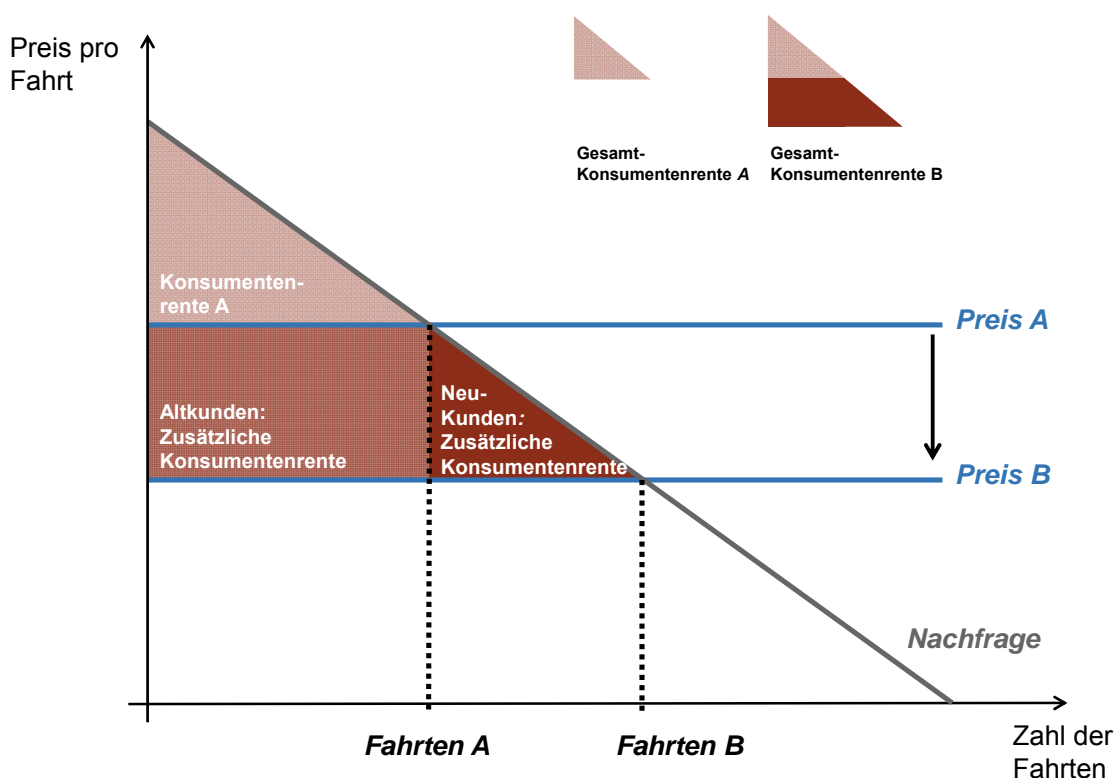 Preis pro
Fahrt
Gesamt-
Konsumentenrente A
Gesamt-
Konsumentenrente B
Konsumenten-
rente A
Preis A
Altkunden:
Zusätzliche
Konsumentenrente
Neu-
Kunden:
Zusätzliche
Konsumentenrente
Preis B
Nachfrage
Fahrten A
Fahrten B
Zahl der
Fahrten